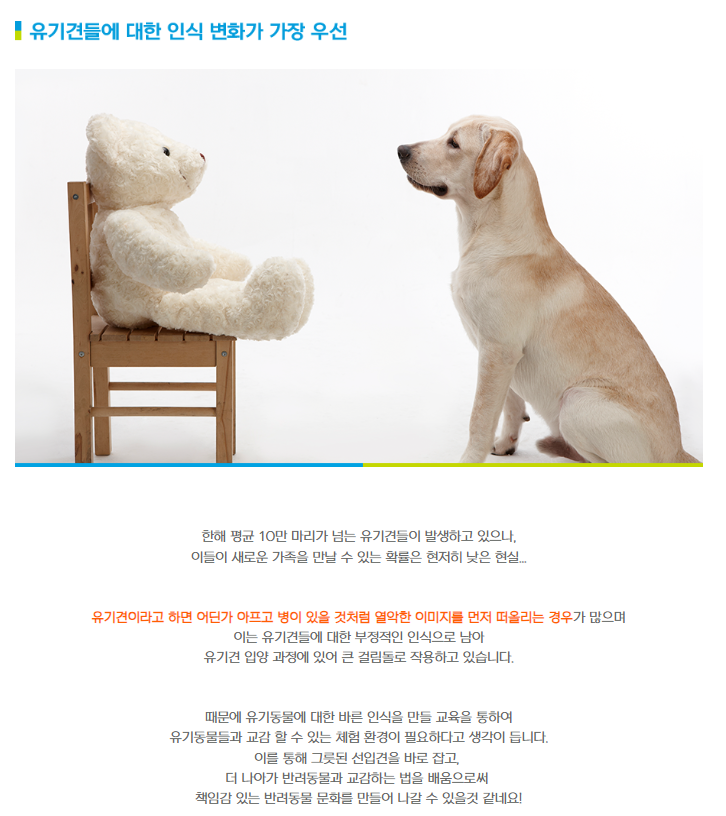 유기견들에 대한 인식 변화가 가장 우선
한해 평균 10만 마리가 넘는 유기견들이 발생하고 있으나,
이들이 새로운 가족을 만날 수 있는 확률은 현저히 낮은 현실...
유기견이라고 하면 어딘가 아프고 병이 있을 것처럼 열악한 이미지를 먼저 떠올리는 경우가 많으며
이는 유기견들에 대한 부정적인 인식으로 남아
유기견 입양 과정에 있어 큰 걸림돌로 작용하고 있습니다.
때문에 유기동물에 대한 바른 인식을 만들 교육을 통하여
유기동물들과 교감 할 수 있는 체험 환경이 필요하다고 생각이 듭니다.
이를 통해 그릇된 선입견을 바로 잡고,
더 나아가 반려동물과 교감하는 법을 배움으로써
책임감 있는 반려동물 문화를 만들어 나갈 수 있을것 같네요!